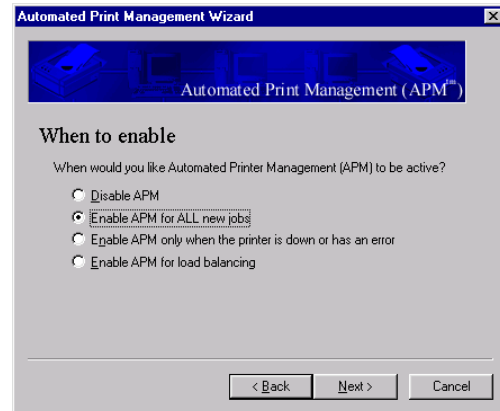 Automated Print Management Wizard
Automated Print Management (APM™)
When to enable
When would you like Automated Printer Management (APM) to be active?
Disable APM
Enable APM for ALL new jobs
Enable APM only when the printer is down or has an error
Enable APM for load balancing
< Back
Next >
Cancel